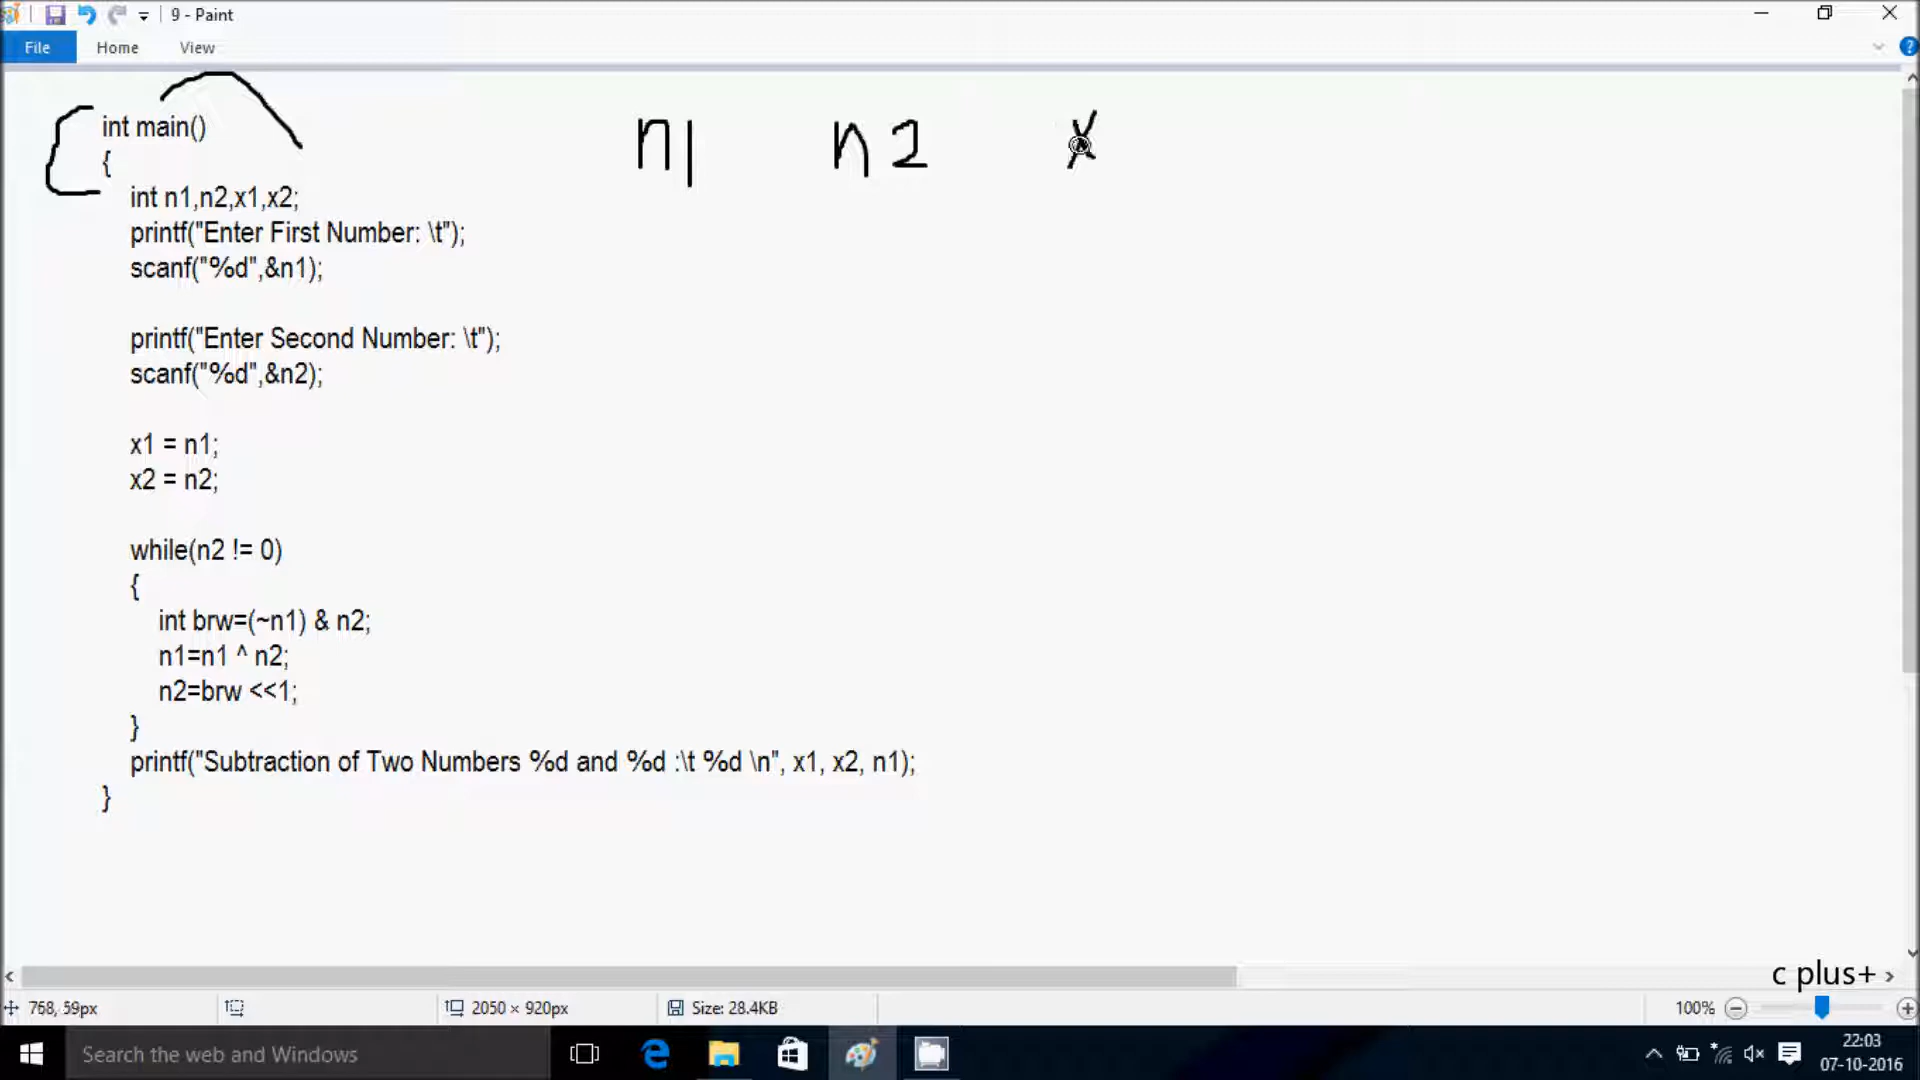 9 - Paint
File Home View
int main()
n1 n2 x
{
int n1,n2,x1,x2;
printf("Enter First Number: \t");
scanf("%d",&n1);
printf("Enter Second Number: \t");
scanf("%d",&n2);
x1 = n1;
x2 = n2;
while(n2 != 0)
{
int brw=(~n1) & n2;
n1=n1 ^ n2;
n2=brw <<1;
}
printf("Subtraction of Two Numbers %d and %d :\t %d \n", x1, x2, n1);
}
c plus+
768, 59px 2050 × 920px Size: 28.4KB 100%
Search the web and Windows
22:03
07-10-2016